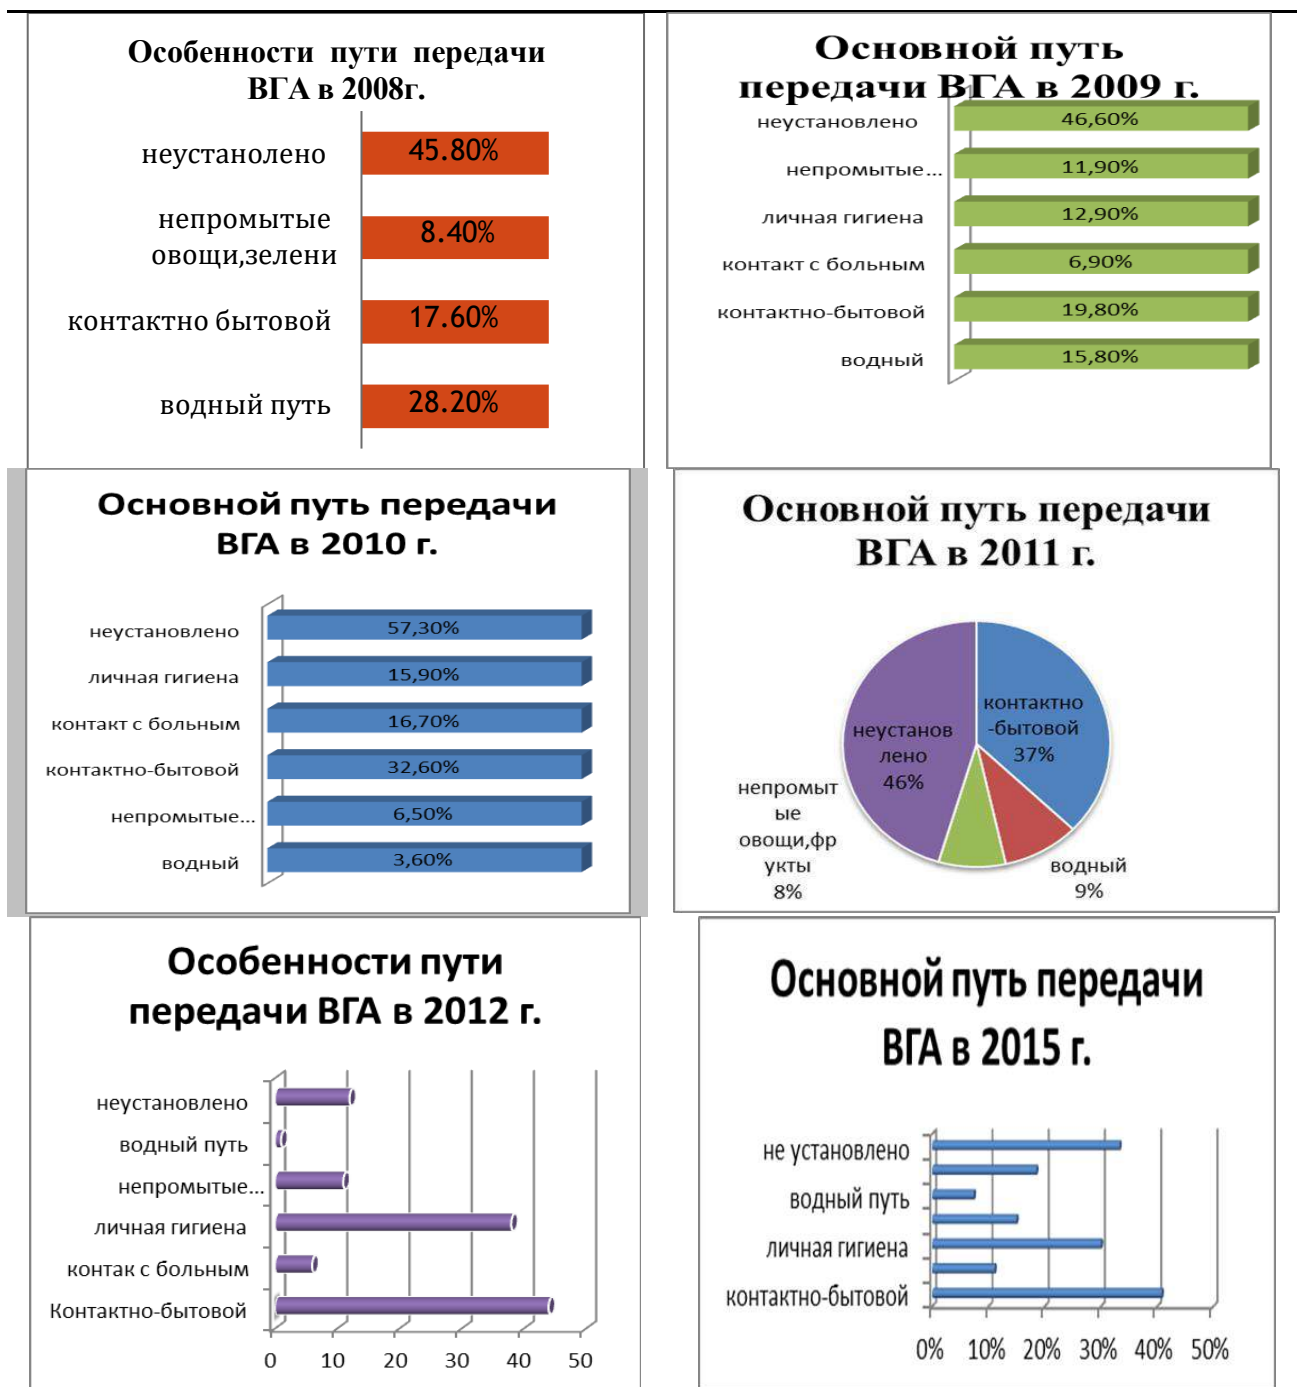 Особенности пути передачи
ВГА в 2008г.
неустанолено
45.80%
непромытые
овощи,зелени
8.40%
контактно бытовой
17.60%
водный путь
28.20%
Основной путь
передачи ВГА в 2009 г.
неустановлено
46,60%
непромытые...
11,90%
личная гигиена
12,90%
контакт с больным
6,90%
контактно-бытовой
19,80%
водный
15,80%
Основной путь передачи
ВГА в 2010 г.
неустановлено
57,30%
личная гигиена
15,90%
контакт с больным
16,70%
контактно-бытовой
32,60%
непромытые...
6,50%
водный
3,60%
Основной путь передачи
ВГА в 2011 г.
контактно
-бытовой
37%
неустанов
лено
46%
непромыт
ые
овощи,фр
укты
8%
водный
9%
Особенности пути
передачи ВГА в 2012 г.
неустановлено
водный путь
непромытые...
личная гигиена
контак с больным
Контактно-бытовой
0 10 20 30 40 50
Основной путь передачи
ВГА в 2015 г.
не установлено
водный путь
личная гигиена
контактно-бытовой
0% 10% 20% 30% 40% 50%